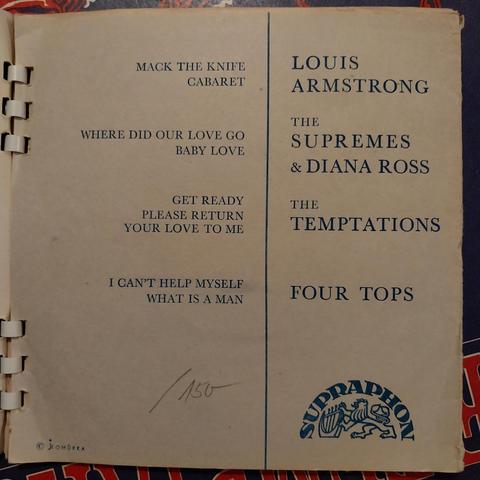 MACK THE KNIFE
CABARET
LOUIS
ARMSTRONG
WHERE DID OUR LOVE GO
BABY LOVE
THE
SUPREMES
& DIANA ROSS
GET READY
PLEASE RETURN
YOUR LOVE TO ME
THE
TEMPTATIONS
I CAN'T HELP MYSELF
WHAT IS A MAN
FOUR TOPS
/150
SUPRAPHON
©